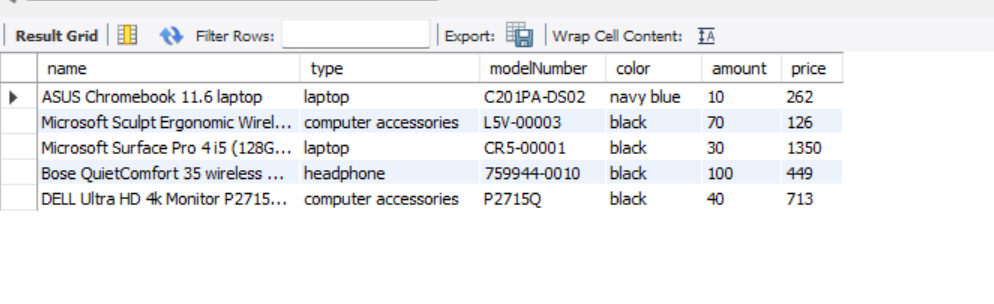 Result Grid Filter Rows: Export: Wrap Cell Content: IA
name type modelNumber color amount price
ASUS Chromebook 11.6 laptop laptop C201PA-DS02 navy blue 10 262
Microsoft Sculpt Ergonomic Wirel... computer accessories L5V-00003 black 70 126
Microsoft Surface Pro 4 i5 (128G... laptop CR5-00001 black 30 1350
Bose QuietComfort 35 wireless ... headphone 759944-0010 black 100 449
DELL Ultra HD 4k Monitor P2715... computer accessories P2715Q black 40 713